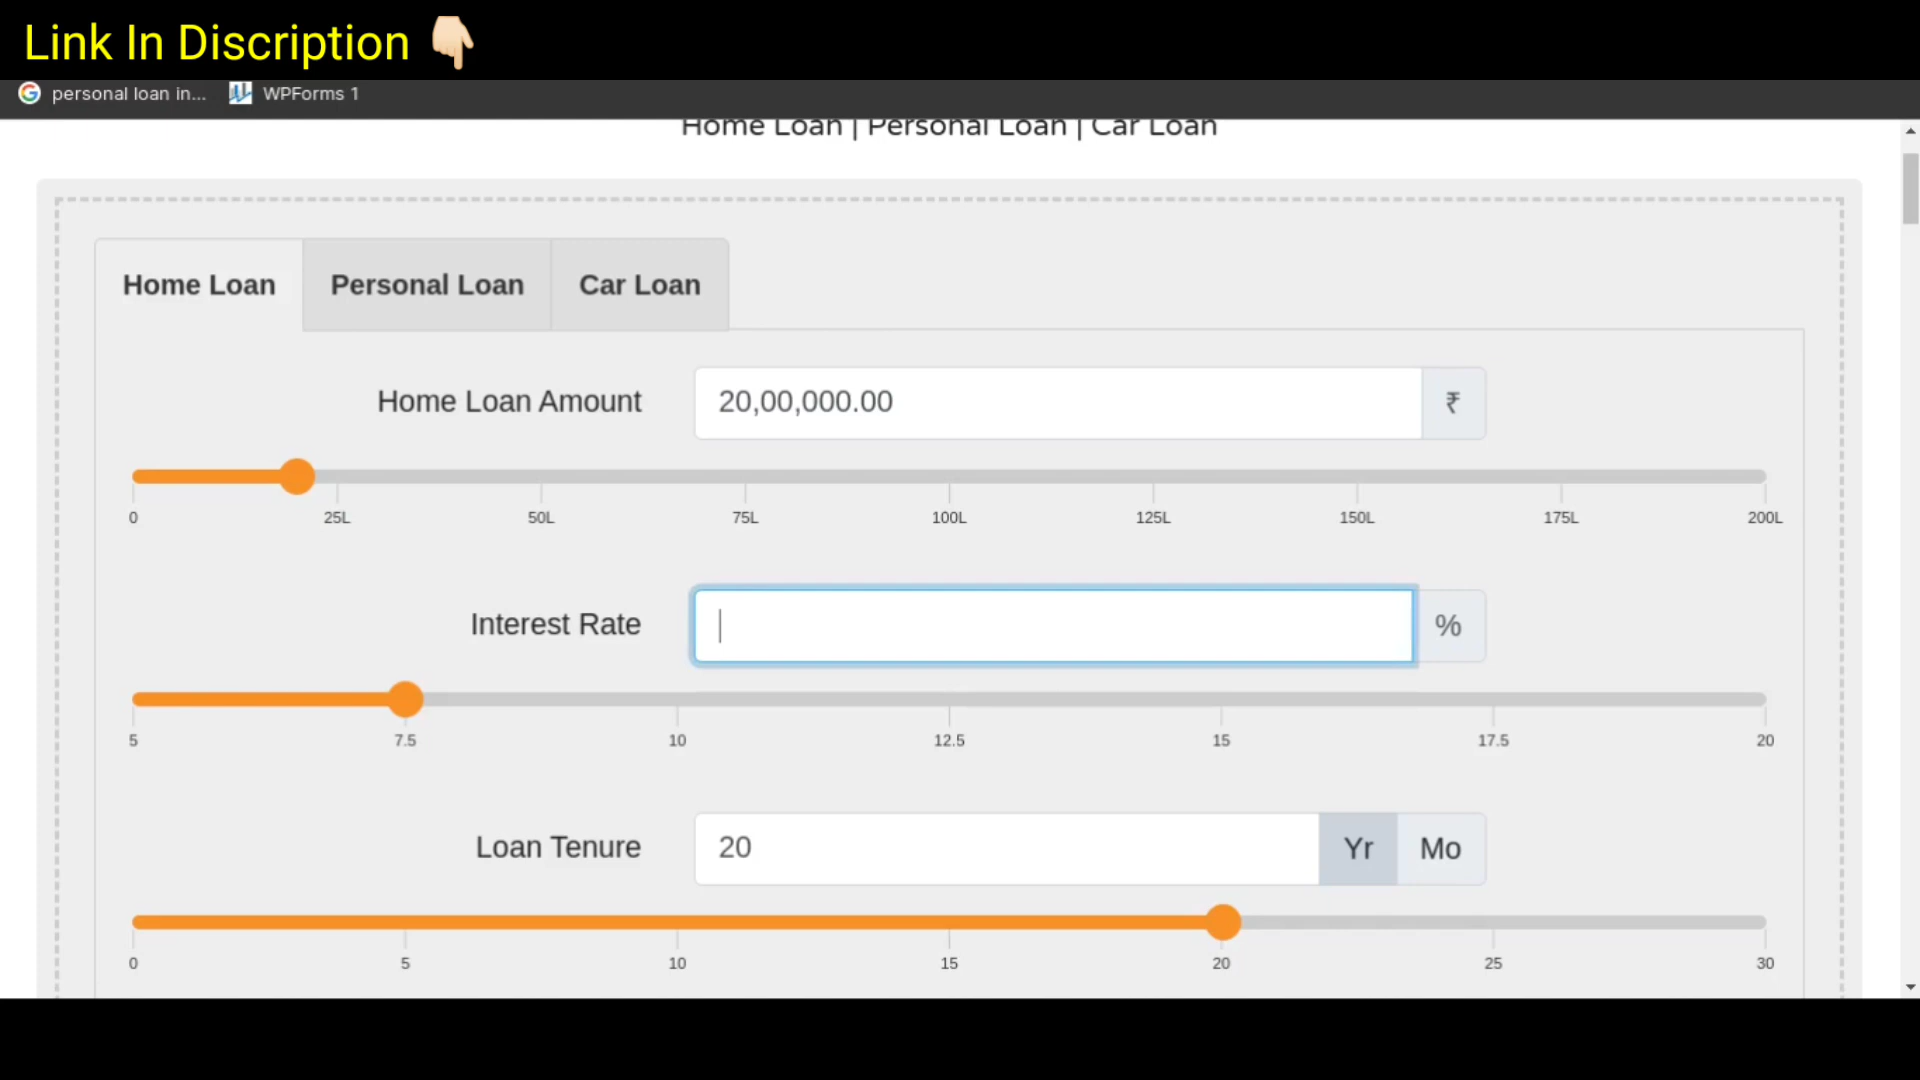 Link In Discription
personal loan in... WPForms 1
Home Loan | Personal Loan | Car Loan
Home Loan Personal Loan Car Loan
Home Loan Amount 20,00,000.00 ₹
0 25L 50L 75L 100L 125L 150L 175L 200L
Interest Rate %
5 7.5 10 12.5 15 17.5 20
Loan Tenure 20 Yr Mo
0 5 10 15 20 25 30